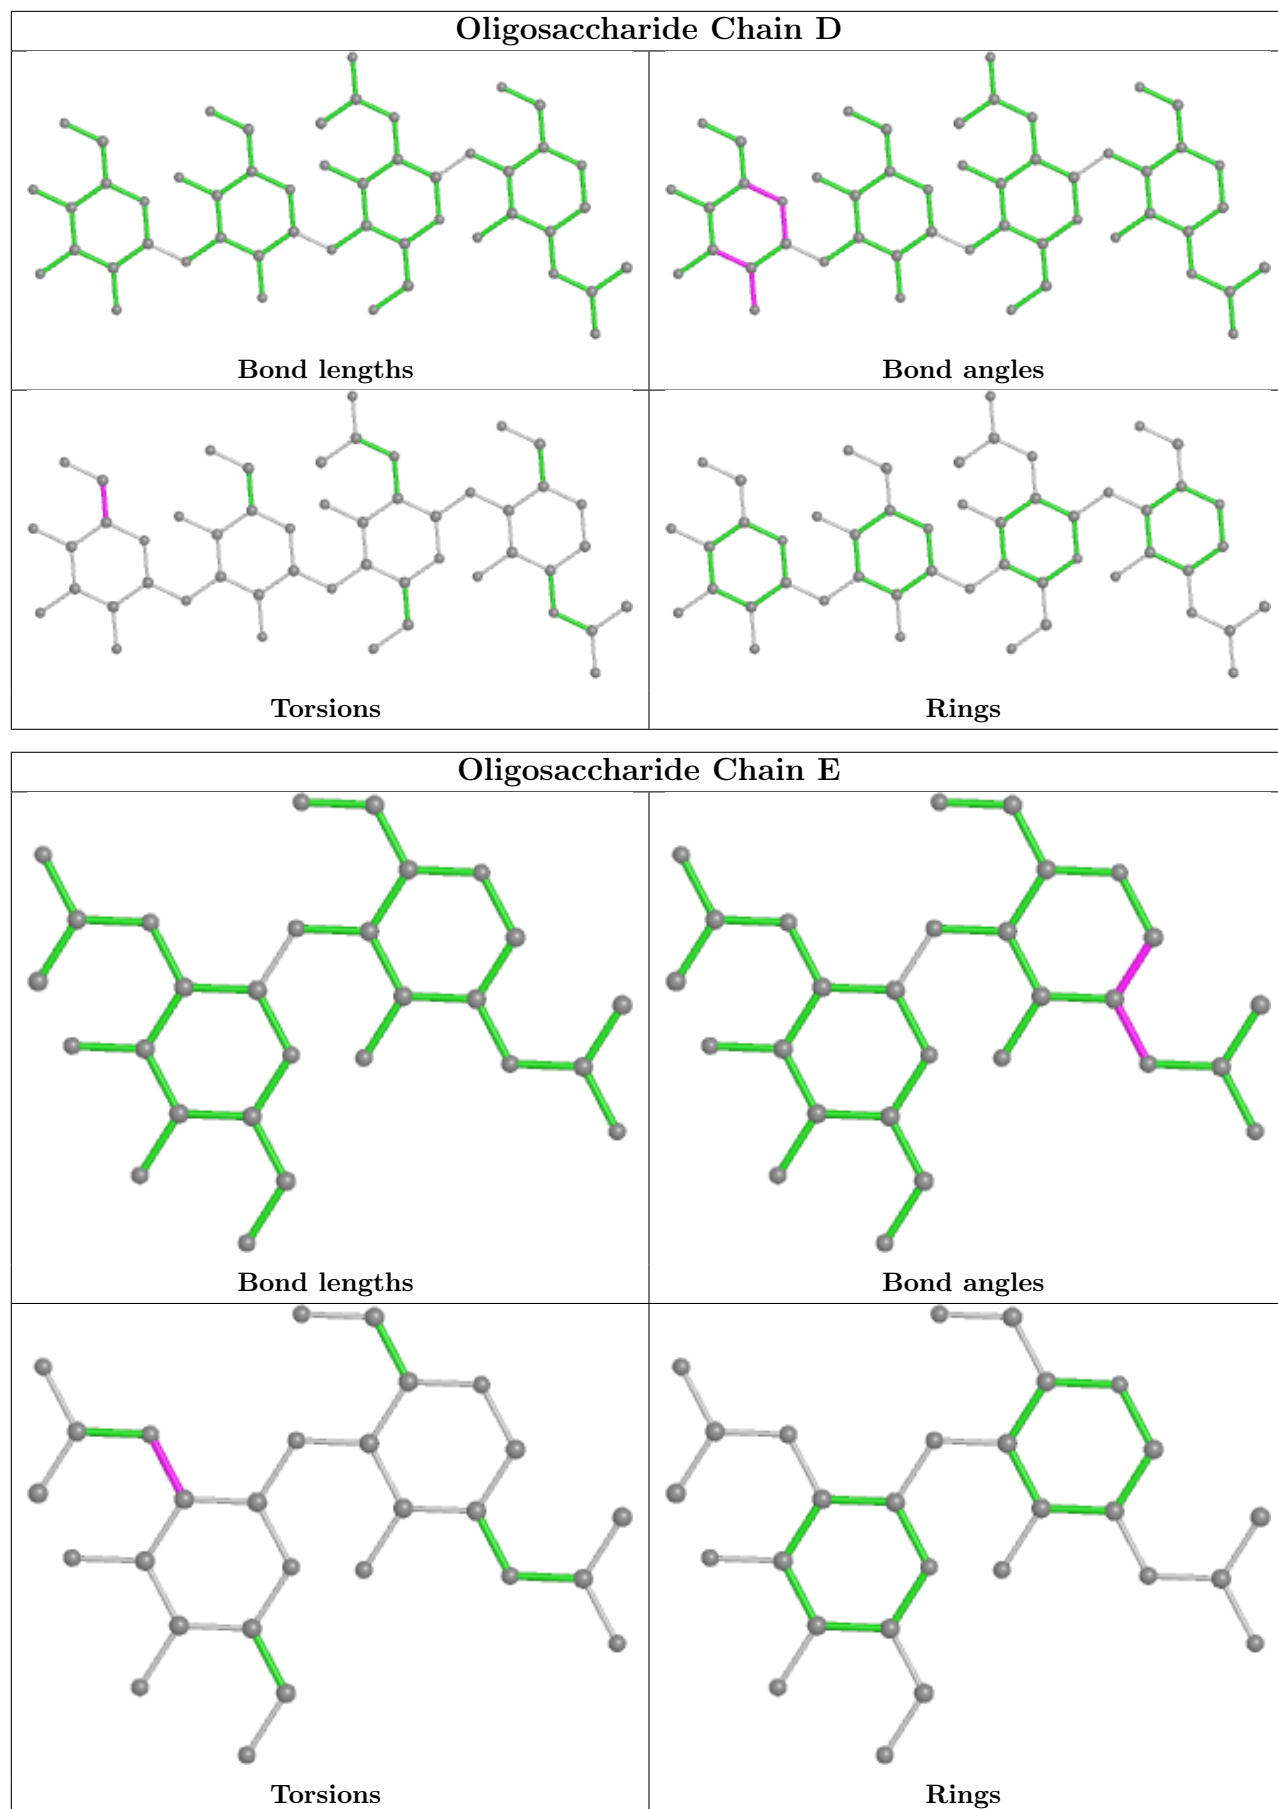 Oligosaccharide Chain D
Bond lengths
Bond angles
Torsions
Rings
Oligosaccharide Chain E
Bond lengths
Bond angles
Torsions
Rings